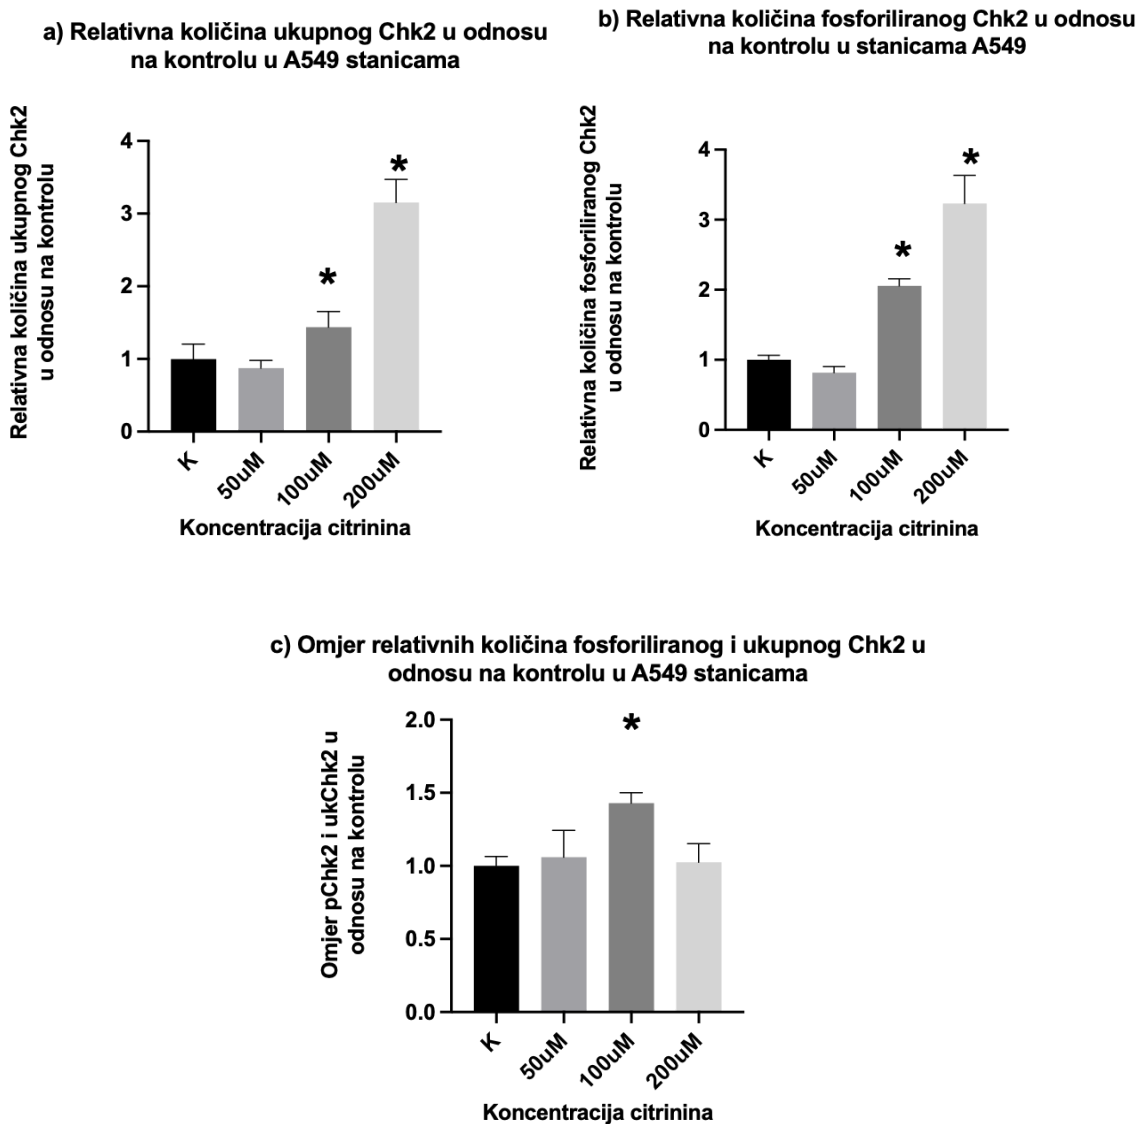 a) Relativna količina ukupnog Chk2 u odnosu
na kontrolu u A549 stanicama
Relativna količina ukupnog Chk2
u odnosu na kontrolu
4
3
2
1
0
*
*
K
50uM
100uM
200uM
Koncentracija citrinina
b) Relativna količina fosforiliranog Chk2 u odnosu
na kontrolu u stanicama A549
Relativna količina fosforiliranog Chk2
u odnosu na kontrolu
4
3
2
1
0
*
*
K
50uM
100uM
200uM
Koncentracija citrinina
c) Omjer relativnih količina fosforiliranog i ukupnog Chk2 u
odnosu na kontrolu u A549 stanicama
Omjer pChk2 i ukChk2 u
odnosu na kontrolu
2.0
1.5
1.0
0.5
0.0
*
K
50uM
100uM
200uM
Koncentracija citrinina